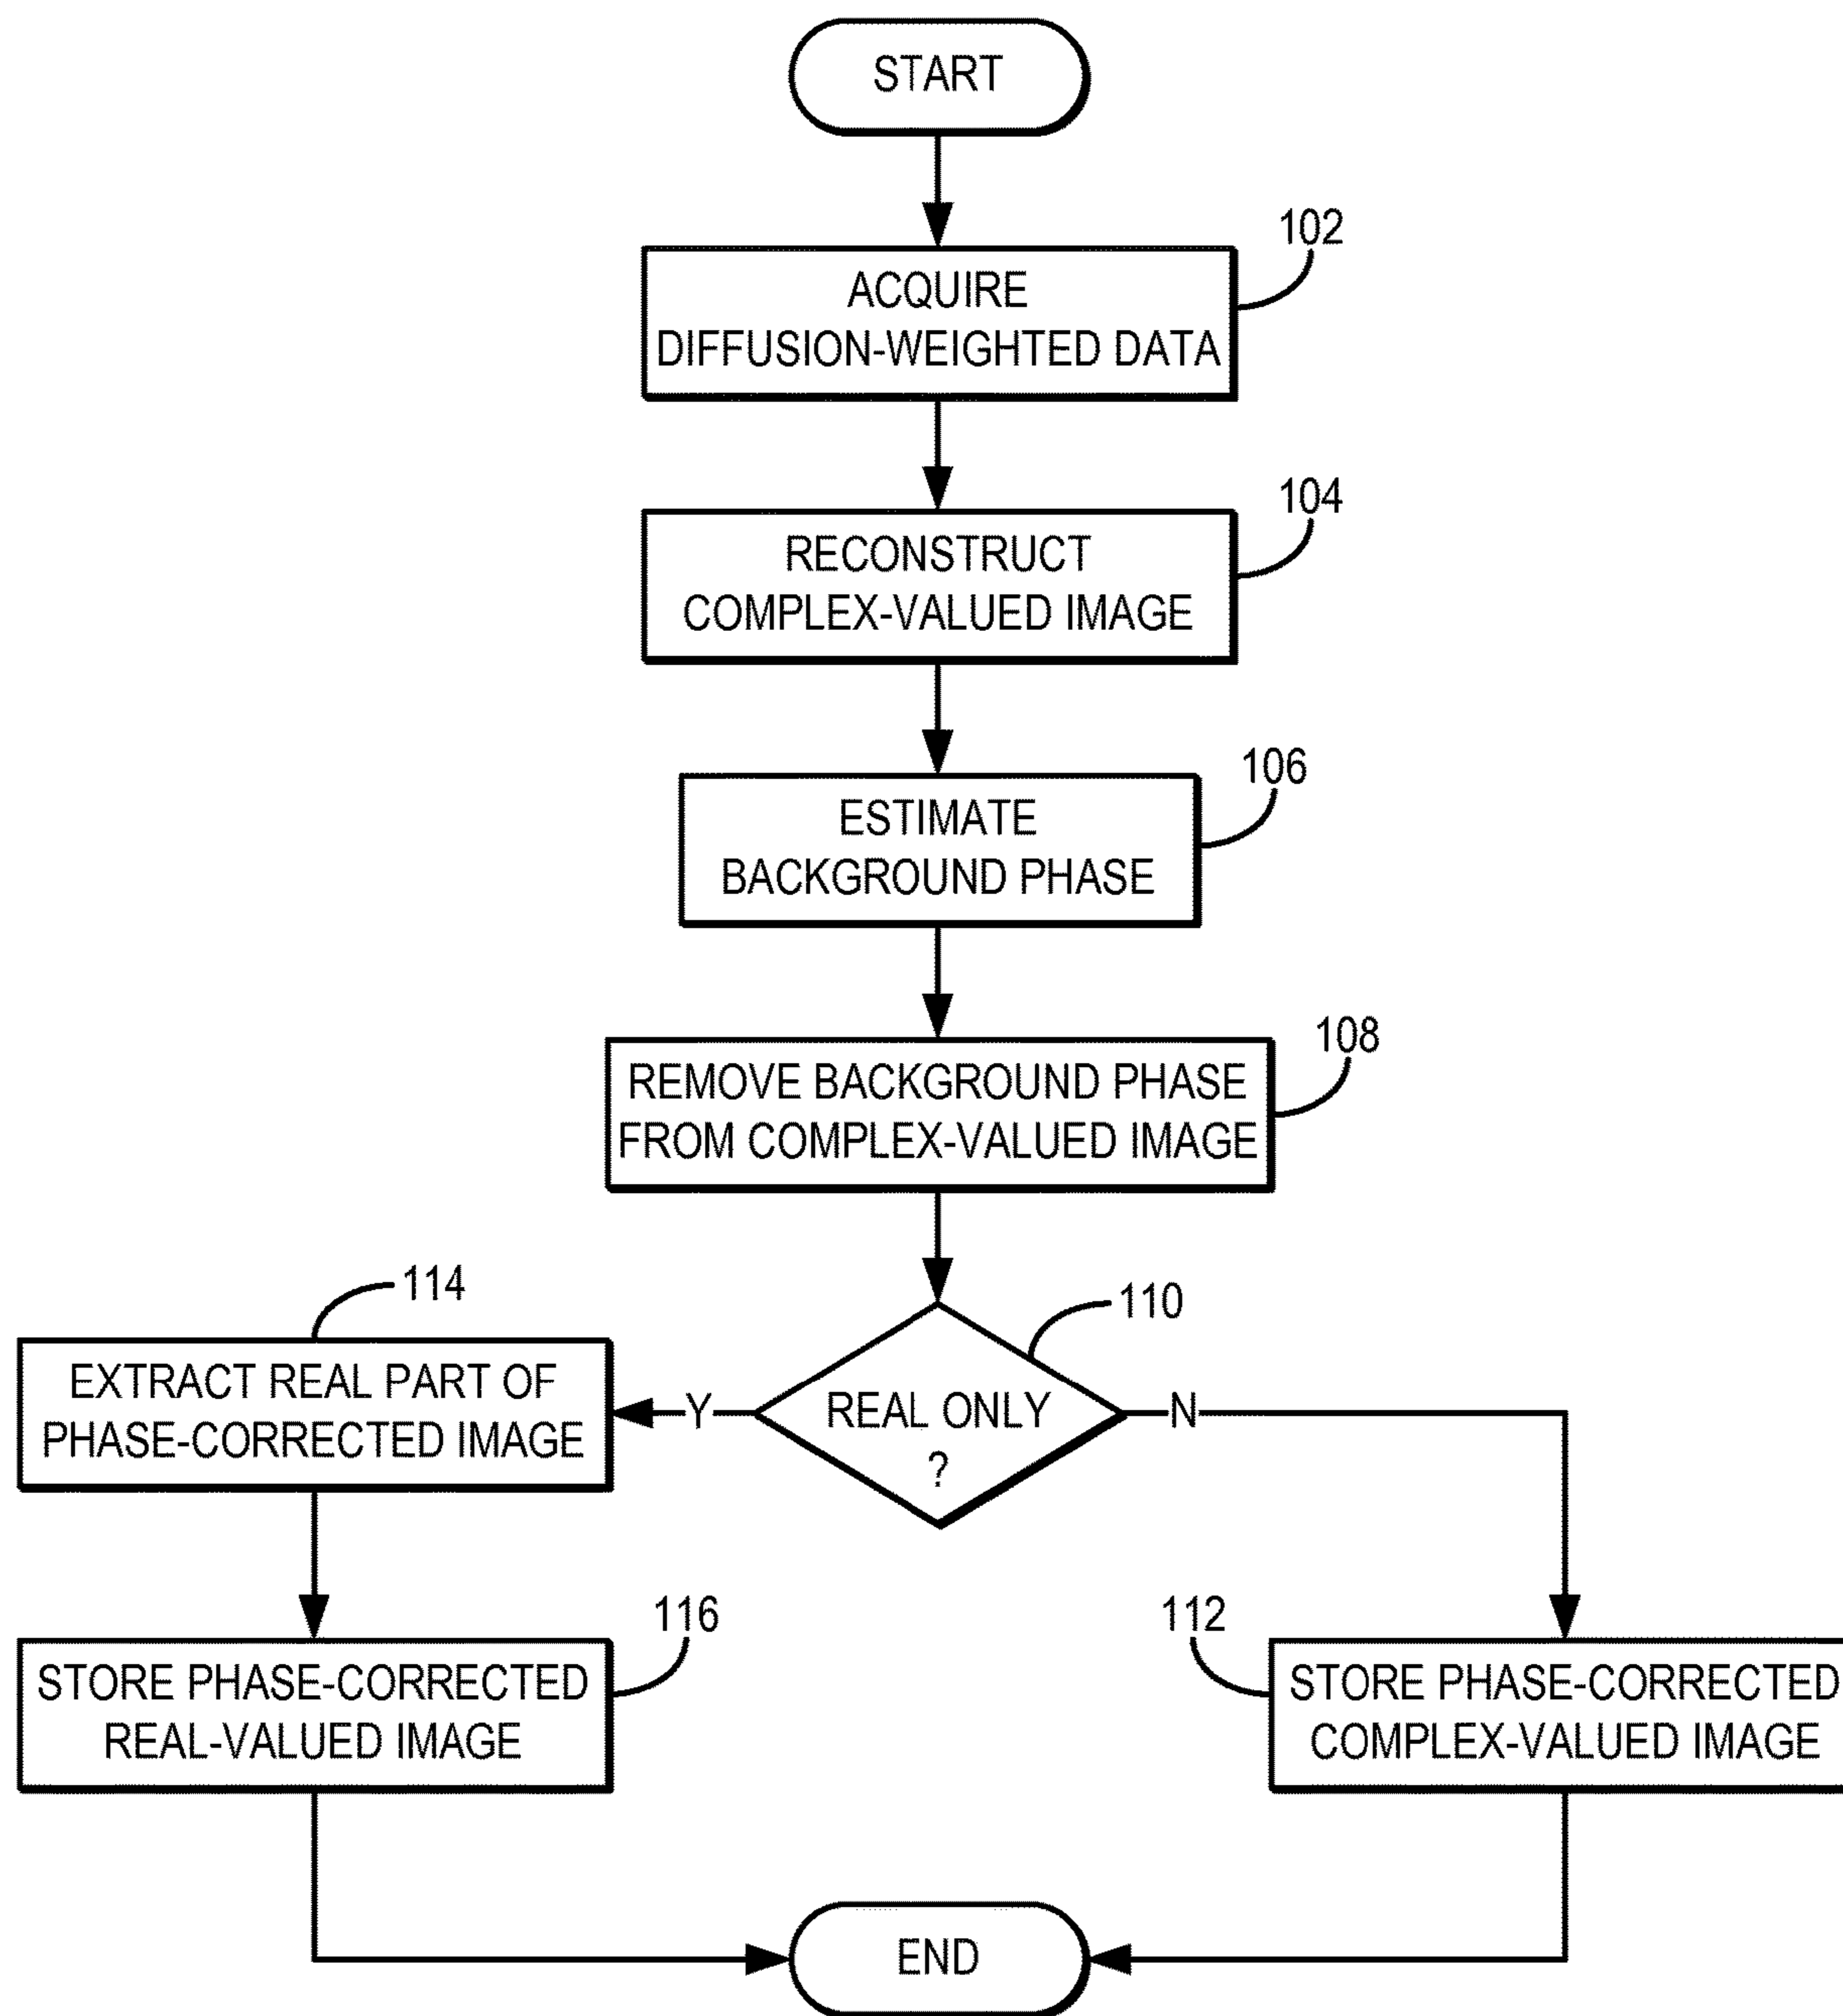 START
102
ACQUIRE
DIFFUSION-WEIGHTED DATA
104
RECONSTRUCT
COMPLEX-VALUED IMAGE
106
ESTIMATE
BACKGROUND PHASE
108
REMOVE BACKGROUND PHASE
FROM COMPLEX-VALUED IMAGE
110
REAL ONLY
?
Y
N
114
EXTRACT REAL PART OF
PHASE-CORRECTED IMAGE
116
STORE PHASE-CORRECTED
REAL-VALUED IMAGE
112
STORE PHASE-CORRECTED
COMPLEX-VALUED IMAGE
END